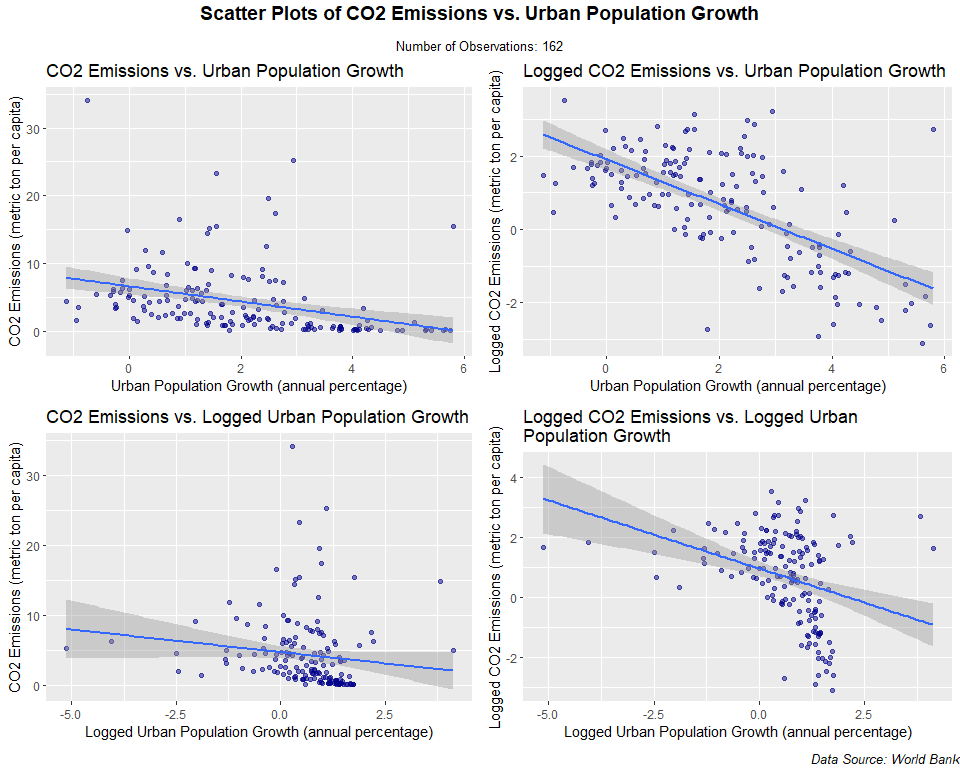 Scatter Plots of CO2 Emissions vs. Urban Population Growth
Number of Observations: 162
CO2 Emissions vs. Urban Population Growth
CO2 Emissions (metric ton per capita)
30
20
10
0
0
2
4
6
Urban Population Growth (annual percentage)
Logged CO2 Emissions vs. Urban Population Growth
Logged CO2 Emissions (metric ton per capita)
2
0
-2
0
2
4
6
Urban Population Growth (annual percentage)
CO2 Emissions vs. Logged Urban Population Growth
CO2 Emissions (metric ton per capita)
30
20
10
0
-5.0
-2.5
0.0
2.5
Logged Urban Population Growth (annual percentage)
Logged CO2 Emissions vs. Logged Urban
Population Growth
Logged CO2 Emissions (metric ton per capita)
4
2
0
-2
-5.0
-2.5
0.0
2.5
Logged Urban Population Growth (annual percentage)
Data Source: World Bank